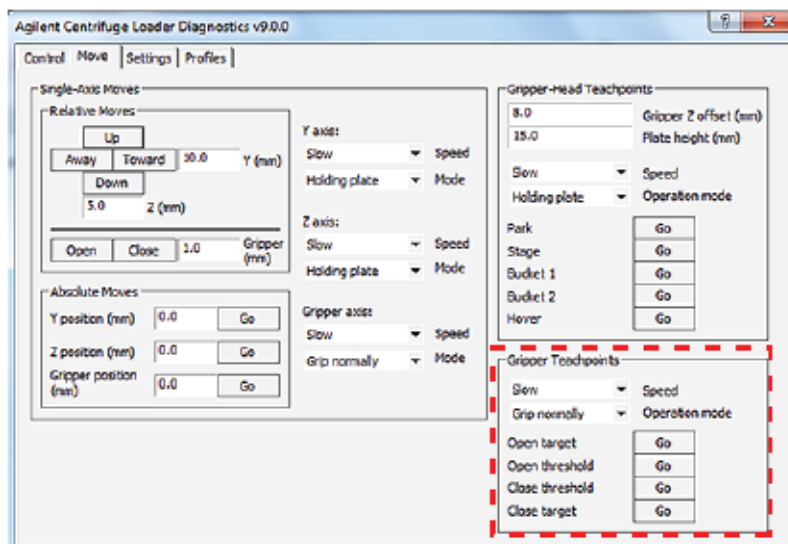 Agilent Centrifuge Loader Diagnostics v9.0.0
Control Move Settings Profiles
Single-Axis Moves
Relative Moves
Up
Away Toward 10.0 Y (mm)
Down
5.0 Z (mm)
Open Close 1.0 Gripper (mm)
Absolute Moves
Y position (mm) 0.0 Go
Z position (mm) 0.0 Go
Gripper position (mm) 0.0 Go
Y axis:
Slow Speed
Holding plate Mode
Z axis:
Slow Speed
Holding plate Mode
Gripper axis:
Slow Speed
Grip normally Mode
Gripper-Head Teachpoints
8.0 Gripper Z offset (mm)
15.0 Plate height (mm)
Slow Speed
Holding plate Operation mode
Park Go
Stage Go
Bucket 1 Go
Bucket 2 Go
Hover Go
Gripper Teachpoints
Slow Speed
Grip normally Operation mode
Open target Go
Open threshold Go
Close threshold Go
Close target Go